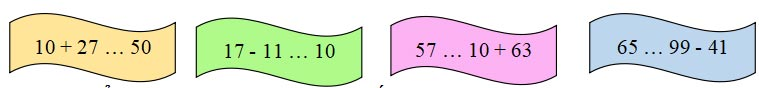 10 + 27 … 50
17 - 11 … 10
57 … 10 + 63
65 … 99 - 41